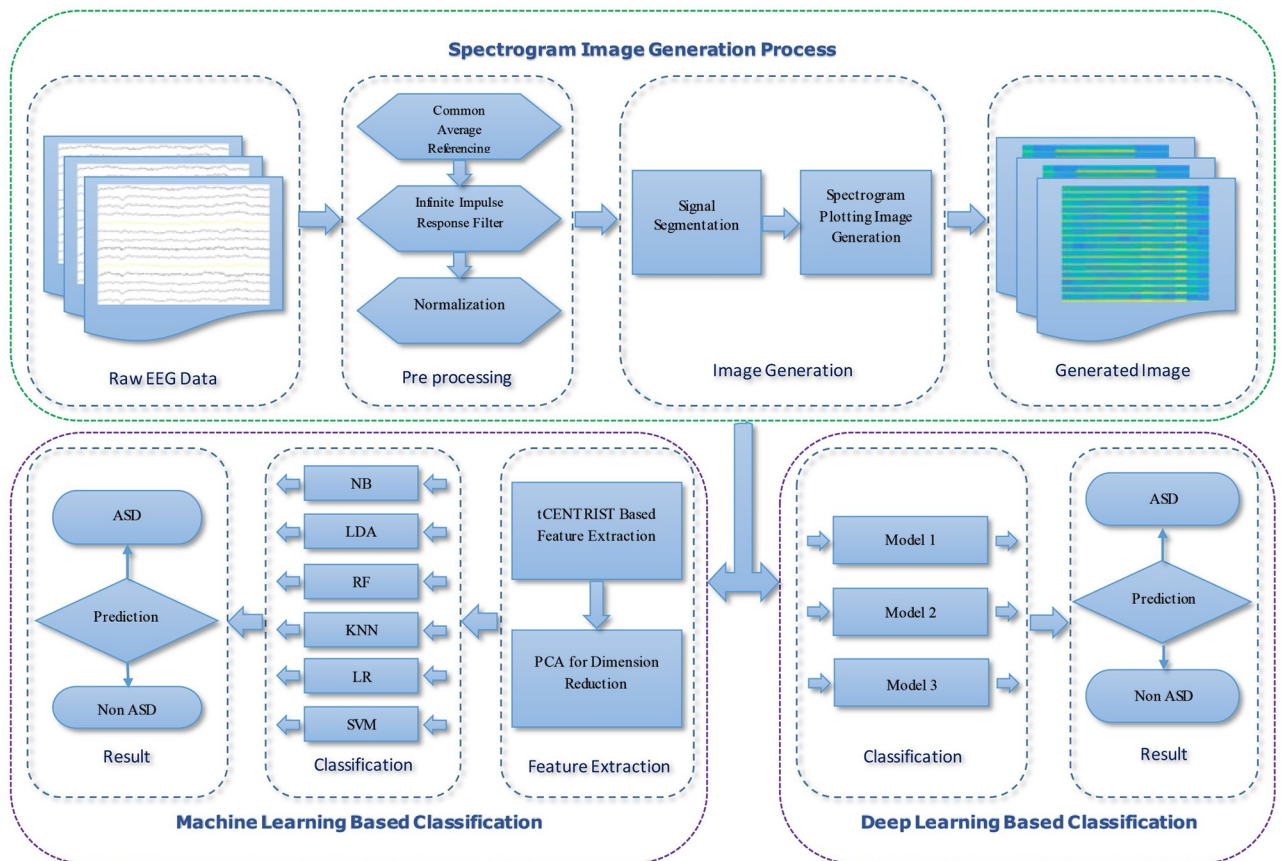 Spectrogram Image Generation Process
Common
Average
Referencing
Infinite Impulse
Response Filter
Normalization
Signal
Segmentation
Spectrogram
Plotting Image
Generation
Raw EEG Data
Pre processing
Image Generation
Generated Image
ASD
Prediction
Non ASD
Result
NB
LDA
RF
KNN
LR
SVM
Classification
tCENTRIST Based
Feature Extraction
PCA for Dimension
Reduction
Feature Extraction
Machine Learning Based Classification
Model 1
Model 2
Model 3
Classification
ASD
Prediction
Non ASD
Result
Deep Learning Based Classification